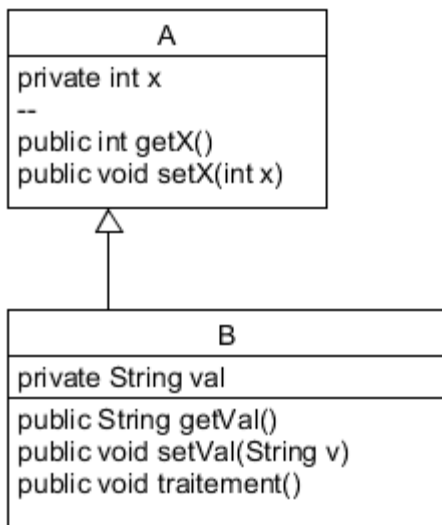 A
private int x
--
public int getX()
public void setX(int x)
B
private String val
public String getVal()
public void setVal(String v)
public void traitement()